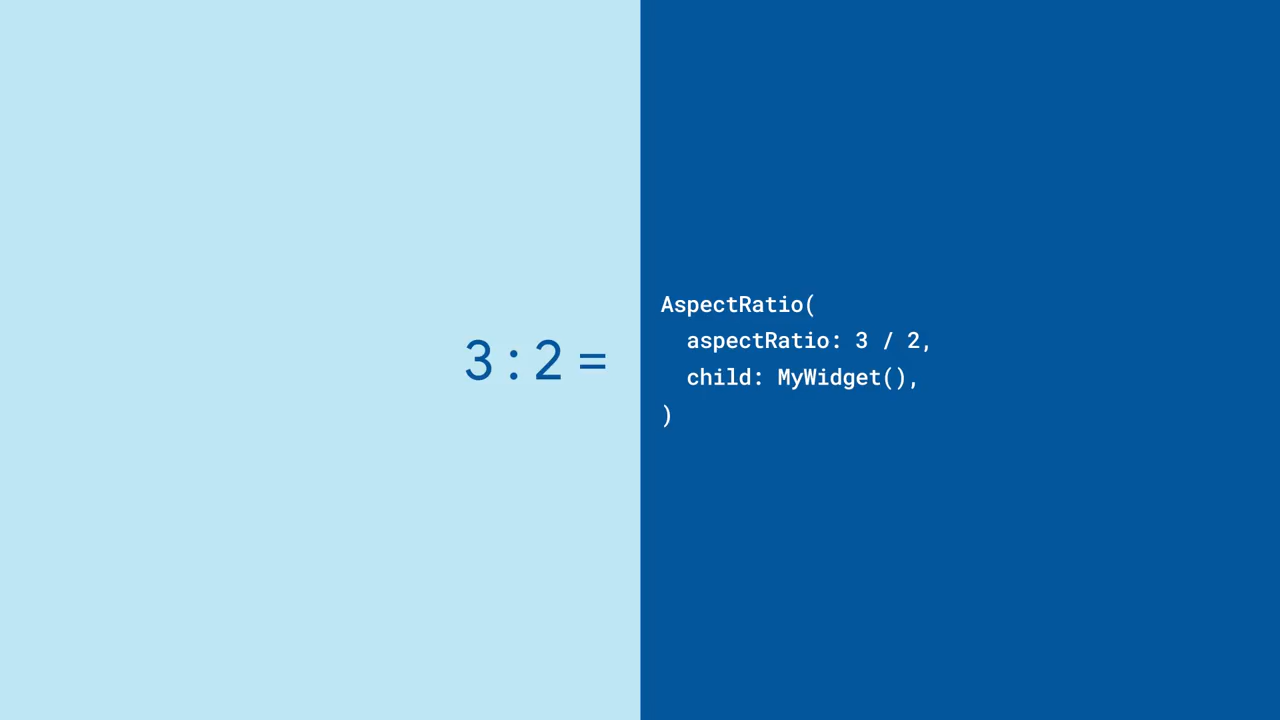 3:2=
AspectRatio(
  aspectRatio: 3 / 2,
  child: MyWidget(),
)